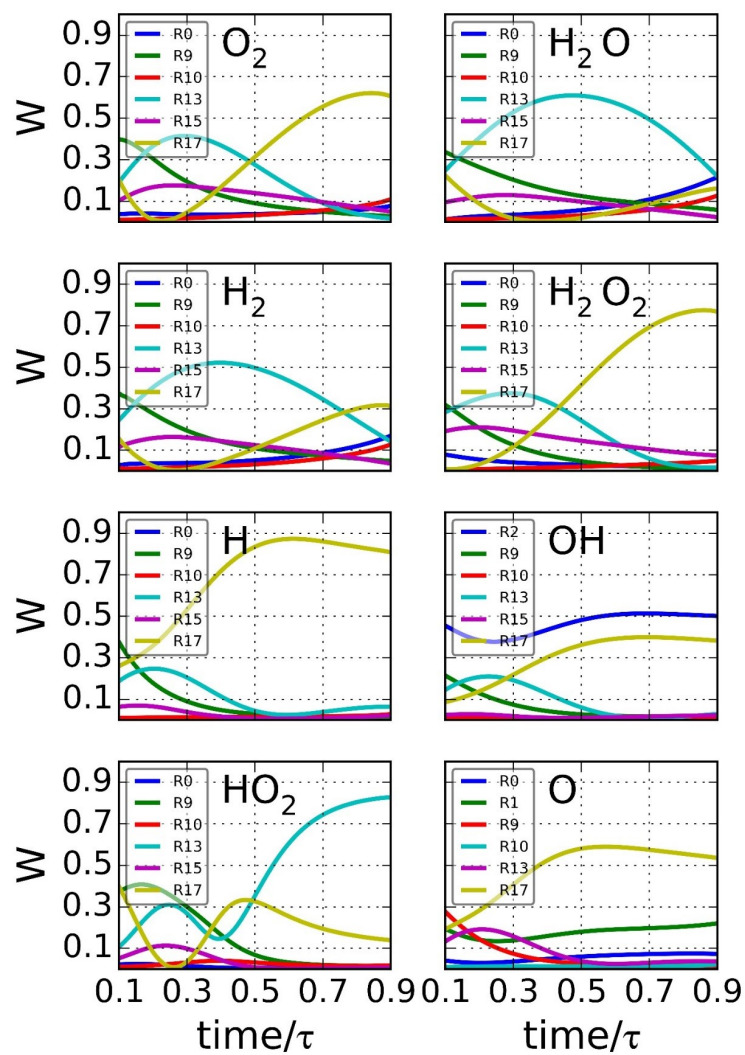 0.9
0.7
0.5
0.3
0.1
W
R0
R9
R10
R13
R15
R17
O₂
R0
R9
R10
R13
R15
R17
H₂ O
0.9
0.7
0.5
0.3
0.1
W
R0
R9
R10
R13
R15
R17
H₂
R0
R9
R10
R13
R15
R17
H₂ O₂
0.9
0.7
0.5
0.3
0.1
W
R0
R9
R10
R13
R15
R17
H
R2
R9
R10
R13
R15
R17
OH
0.9
0.7
0.5
0.3
0.1
W
R0
R9
R10
R13
R15
R17
HO₂
R0
R1
R9
R10
R13
R17
O
0.1 0.3 0.5 0.7 0.9 0.1 0.3 0.5 0.7 0.9
time/τ time/τ